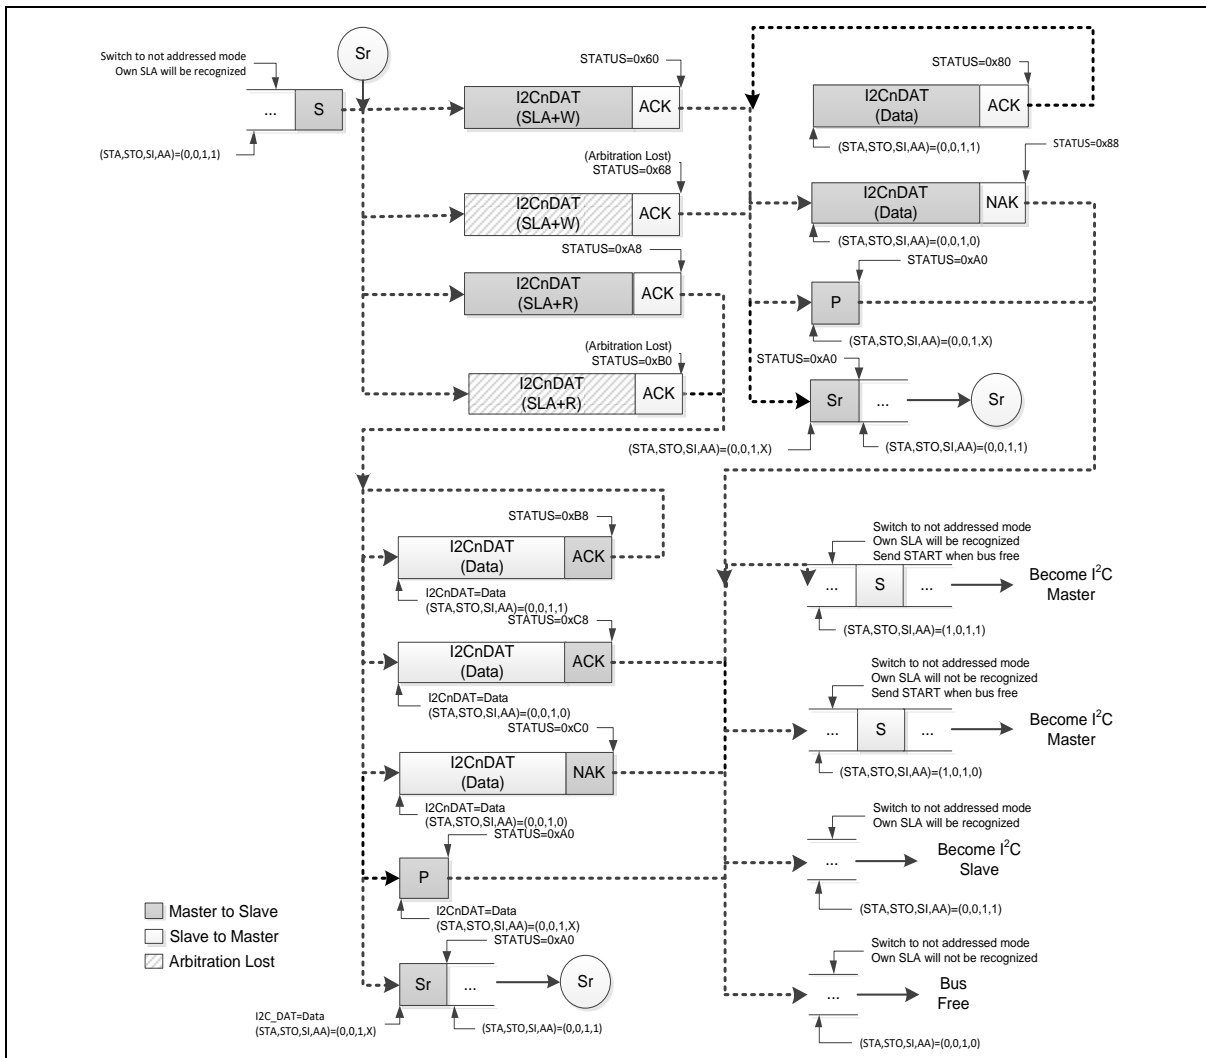 Switch to not addressed mode
Own SLA will be recognized
Sr
... S
(STA,STO,SI,AA)=(0,0,1,1)
STATUS=0x60
I2CnDAT
(SLA+W)
ACK
(Arbitration Lost)
STATUS=0x68
I2CnDAT
(SLA+W)
ACK
STATUS=0xA8
I2CnDAT
(SLA+R)
ACK
(Arbitration Lost)
STATUS=0xB0
I2CnDAT
(SLA+R)
ACK
STATUS=0x80
I2CnDAT
(Data)
ACK
(STA,STO,SI,AA)=(0,0,1,1)
STATUS=0x88
I2CnDAT
(Data)
NAK
(STA,STO,SI,AA)=(0,0,1,0)
STATUS=0xA0
P
(STA,STO,SI,AA)=(0,0,1,X)
STATUS=0xA0
Sr ... Sr
(STA,STO,SI,AA)=(0,0,1,X)
(STA,STO,SI,AA)=(0,0,1,1)
STATUS=0xB8
I2CnDAT
(Data)
ACK
I2CnDAT=Data
(STA,STO,SI,AA)=(0,0,1,1)
STATUS=0xC8
I2CnDAT
(Data)
ACK
I2CnDAT=Data
(STA,STO,SI,AA)=(0,0,1,0)
STATUS=0xC0
I2CnDAT
(Data)
NAK
I2CnDAT=Data
(STA,STO,SI,AA)=(0,0,1,0)
STATUS=0xA0
P
I2CnDAT=Data
(STA,STO,SI,AA)=(0,0,1,X)
STATUS=0xA0
Sr ... Sr
I2C_DAT=Data
(STA,STO,SI,AA)=(0,0,1,X)
(STA,STO,SI,AA)=(0,0,1,1)
Switch to not addressed mode
Own SLA will be recognized
Send START when bus free
... S ...
Become I²C
Master
(STA,STO,SI,AA)=(1,0,1,1)
Switch to not addressed mode
Own SLA will not be recognized
Send START when bus free
... S ...
Become I²C
Master
(STA,STO,SI,AA)=(1,0,1,0)
Switch to not addressed mode
Own SLA will be recognized
...
Become I²C
Slave
(STA,STO,SI,AA)=(0,0,1,1)
Switch to not addressed mode
Own SLA will not be recognized
...
Bus
Free
(STA,STO,SI,AA)=(0,0,1,0)
Master to Slave
Slave to Master
Arbitration Lost